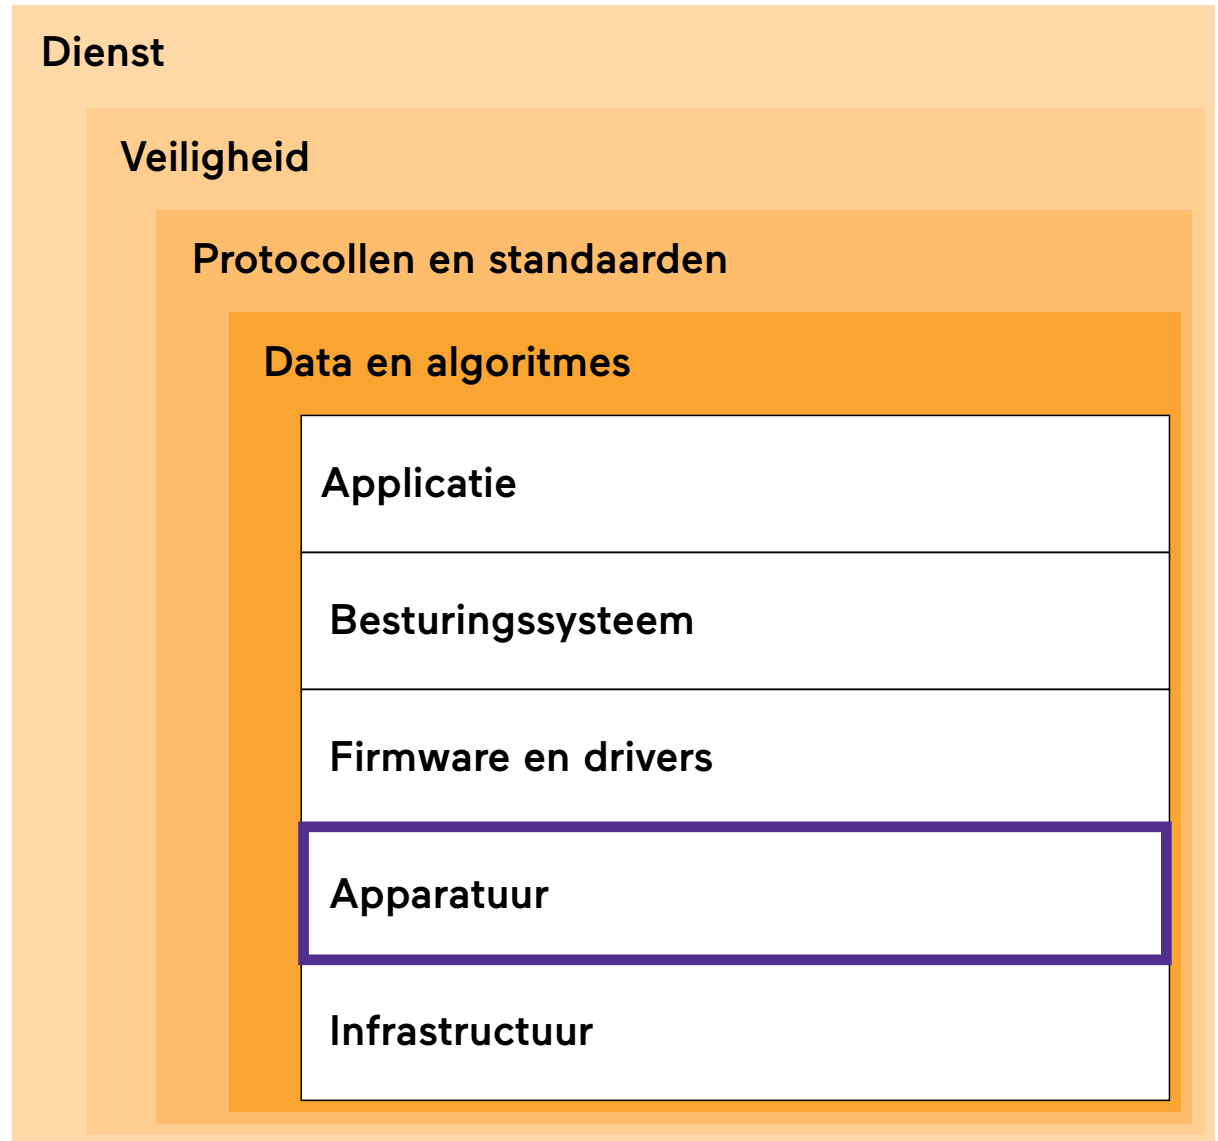 Dienst
Veiligheid
Protocollen en standaarden
Data en algoritmes
Applicatie
Besturingssysteem
Firmware en drivers
Apparatuur
Infrastructuur